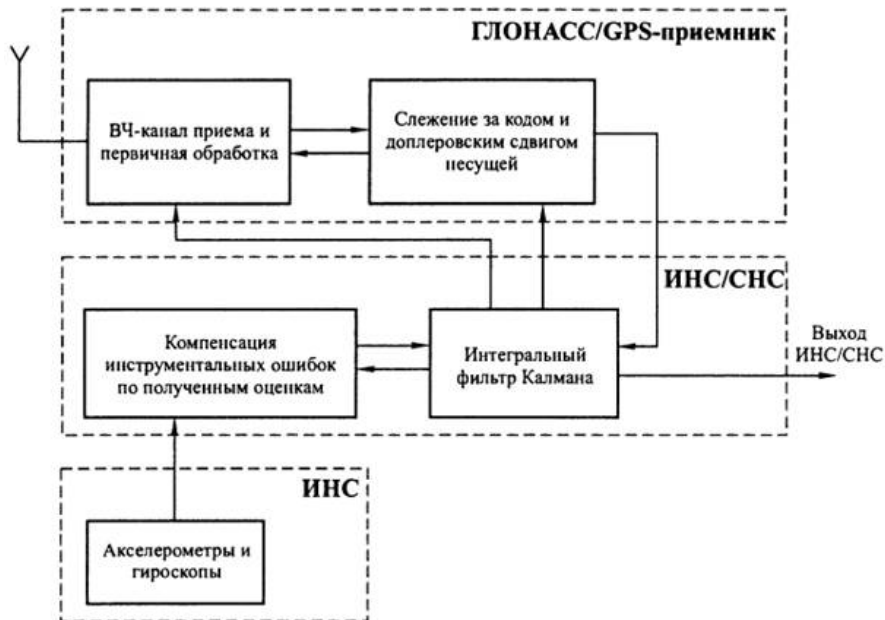 ГЛОНАСС/GPS-приемник
ВЧ-канал приема и
первичная обработка
Слежение за кодом и
доплеровским сдвигом
несущей
ИНС/СНС
Компенсация
инструментальных ошибок
по полученным оценкам
Интегральный
фильтр Калмана
Выход
ИНС/СНС
ИНС
Акселерометры и
гироскопы